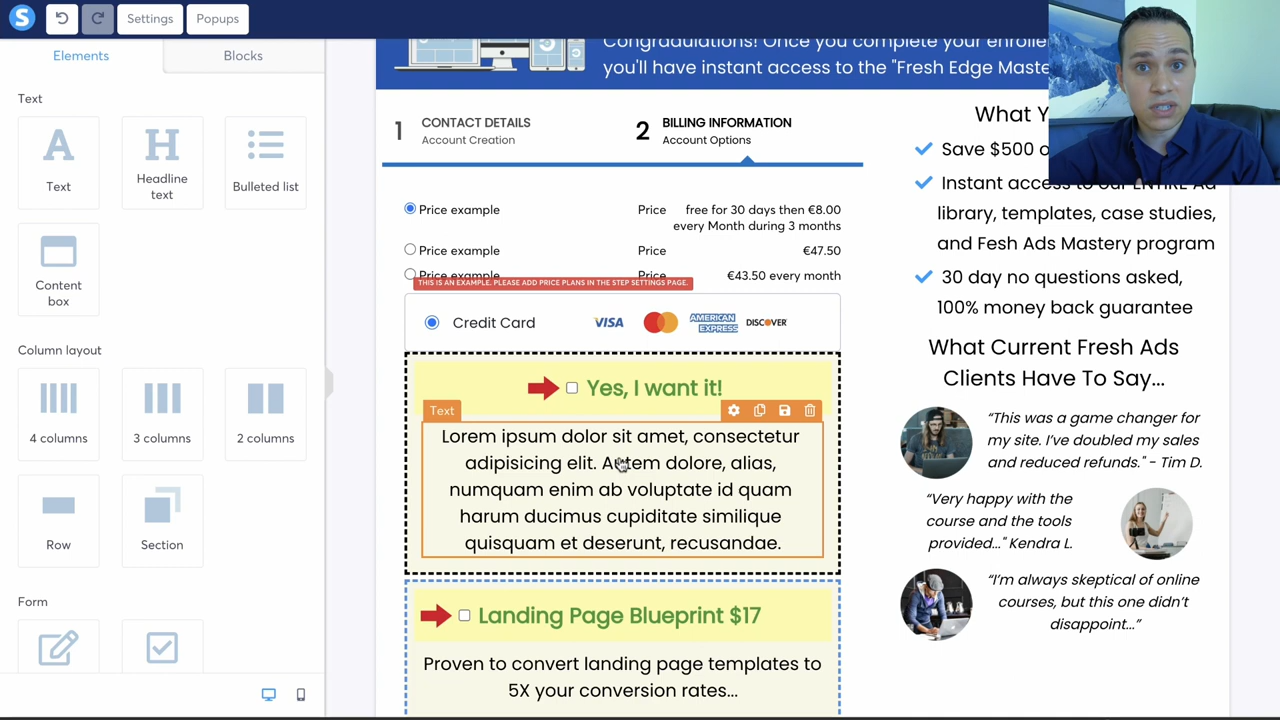 S
Settings
Popups
Elements
Blocks
Text
A
Text
H
Headline
text
Bulleted list
Content
box
Column layout
4 columns
3 columns
2 columns
Row
Section
Form
Congradulations! Once you complete your enrolle
you'll have instant access to the "Fresh Edge Maste
1
CONTACT DETAILS
Account Creation
2
BILLING INFORMATION
Account Options
Price example
Price
free for 30 days then €8.00
every Month during 3 months
Price example
Price
€47.50
Price example
Price
€43.50 every month
THIS IS AN EXAMPLE. PLEASE ADD PRICE PLANS IN THE STEP SETTINGS PAGE.
Credit Card
VISA
AMERICAN
EXPRESS
DISCOVER
Yes, I want it!
Text
Lorem ipsum dolor sit amet, consectetur
adipisicing elit. Autem dolore, alias,
numquam enim ab voluptate id quam
harum ducimus cupiditate similique
quisquam et deserunt, recusandae.
Landing Page Blueprint $17
Proven to convert landing page templates to
5X your conversion rates...
What Y
Save $500 o
Instant access to our ENTIRE Ad
library, templates, case studies,
and Fesh Ads Mastery program
30 day no questions asked,
100% money back guarantee
What Current Fresh Ads
Clients Have To Say...
“This was a game changer for
my site. I’ve doubled my sales
and reduced refunds." - Tim D.
“Very happy with the
course and the tools
provided..." Kendra L.
“I’m always skeptical of online
courses, but this one didn’t
disappoint...”